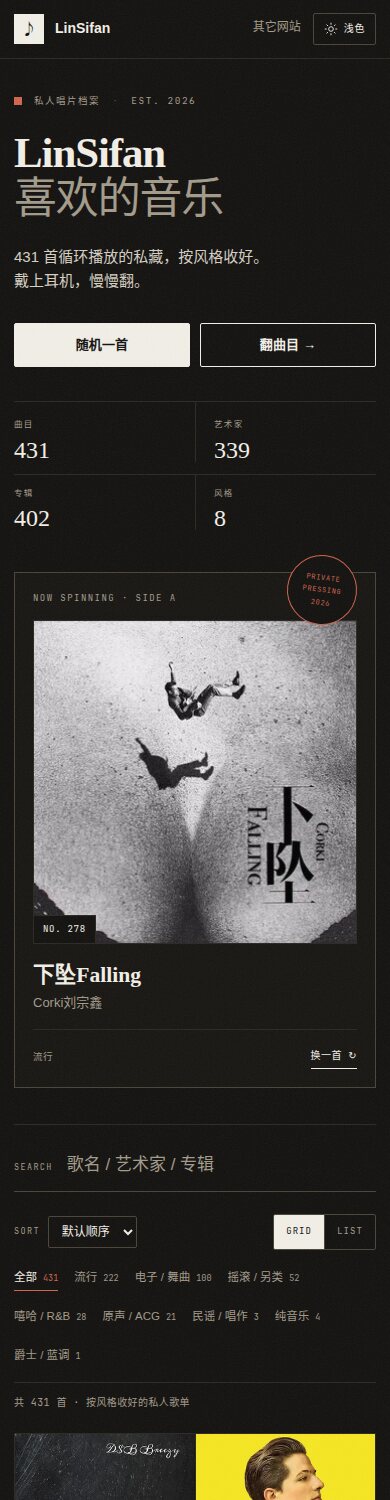 ♪ LinSifan 其它网站 浅色
私人唱片档案 · EST. 2026
LinSifan
喜欢的音乐
431 首循环播放的私藏，按风格收好。
戴上耳机，慢慢翻。
随机一首 翻曲目 →
曲目 艺术家
431 339
专辑 风格
402 8
NOW SPINNING · SIDE A
PRIVATE
PRESSING
2026
下坠
FALLING
CORKI
NO. 278
下坠Falling
Corki刘宗鑫
流行 换一首 ↻
SEARCH 歌名 / 艺术家 / 专辑
SORT 默认顺序 GRID LIST
全部 431 流行 222 电子 / 舞曲 100 摇滚 / 另类 52
嘻哈 / R&B 28 原声 / ACG 21 民谣 / 唱作 3 纯音乐 4
爵士 / 蓝调 1
共 431 首 · 按风格收好的私人歌单
DSB Breezy